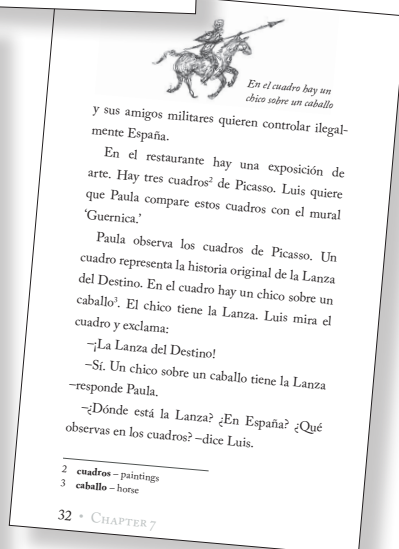 En el cuadro hay un
chico sobre un caballo
y sus amigos militares quieren controlar ilegal-
mente España.
En el restaurante hay una exposición de
arte. Hay tres cuadros² de Picasso. Luis quiere
que Paula compare estos cuadros con el mural
‘Guernica.’
Paula observa los cuadros de Picasso. Un
cuadro representa la historia original de la Lanza
del Destino. En el cuadro hay un chico sobre un
caballo³. El chico tiene la Lanza. Luis mira el
cuadro y exclama:
–¡La Lanza del Destino!
–Sí. Un chico sobre un caballo tiene la Lanza
–responde Paula.
–¿Dónde está la Lanza? ¿En España? ¿Qué
observas en los cuadros? –dice Luis.
2 cuadros – paintings
3 caballo – horse
32 • Chapter 7